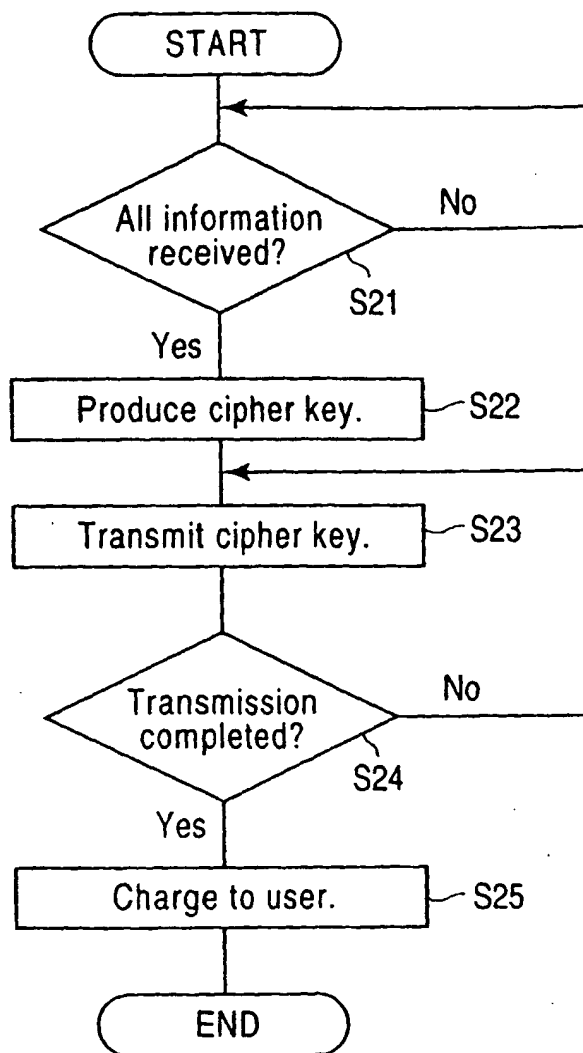 START
All information
received?
No
S21
Yes
Produce cipher key.
S22
Transmit cipher key.
S23
Transmission
completed?
No
S24
Yes
Charge to user.
S25
END